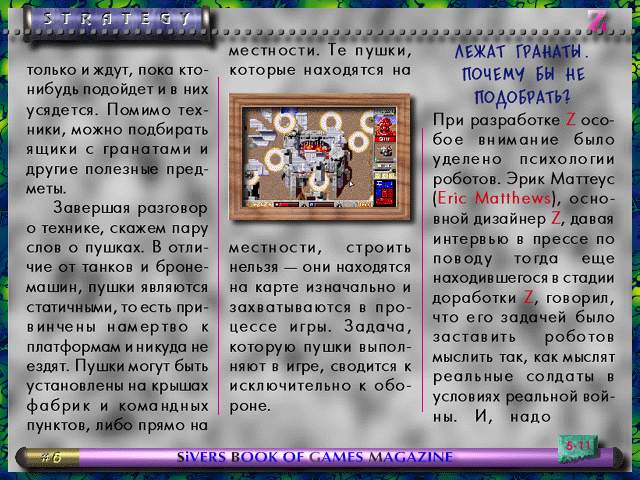 STRATEGY
Z
только и ждут, пока кто-
нибудь подойдет и в них
усядется. Помимо тех-
ники, можно подбирать
ящики с гранатами и
другие полезные пред-
меты.
Завершая разговор
о технике, скажем пару
слов о пушках. В отли-
чие от танков и броне-
машин, пушки являются
статичными, то есть при-
винчены намертво к
платформам и никуда не
ездят. Пушки могут быть
установлены на крышах
фабрик и командных
пунктов, либо прямо на
местности. Те пушки,
которые находятся на
местности, строить
нельзя — они находятся
на карте изначально и
захватываются в про-
цессе игры. Задача,
которую пушки выпол-
няют в игре, сводится к
исключительно к обо-
роне.
ЛЕЖАТ ГРАНАТЫ.
ПОЧЕМУ БЫ НЕ
ПОДОБРАТЬ?
При разработке Z осо-
бое внимание было
уделено психологии
роботов. Эрик Маттеус
(Eric Matthews), осно-
вной дизайнер Z, давая
интервью в прессе по
поводу тогда еще
находившегося в стадии
доработки Z, говорил,
что его задачей было
заставить роботов
мыслить так, как мыслят
реальные солдаты в
условиях реальной вой-
ны. И, надо
#6
SIVERS BOOK OF GAMES MAGAZINE
5-11